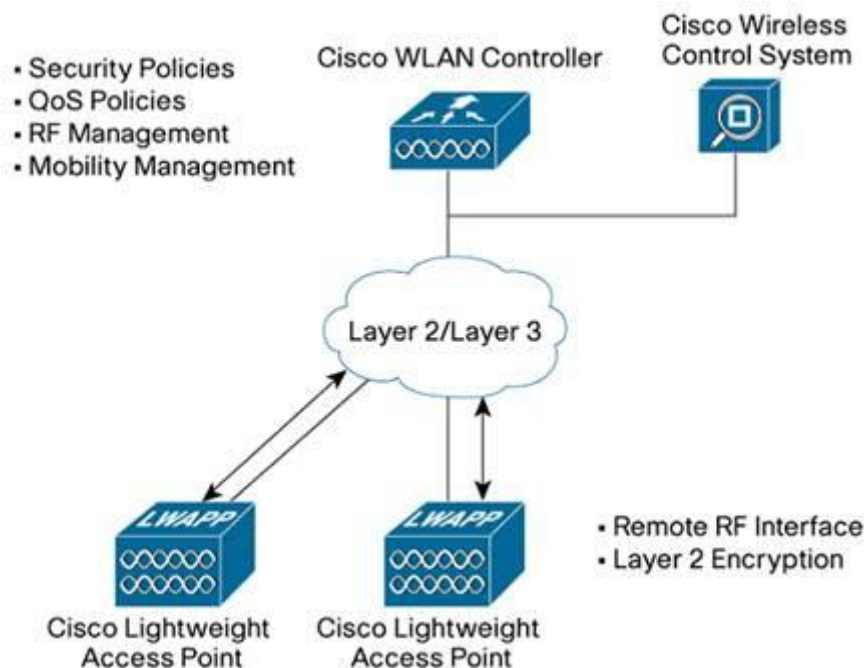 ▪ Security Policies
▪ QoS Policies
▪ RF Management
▪ Mobility Management
Cisco WLAN Controller
Cisco Wireless
Control System
Layer 2/Layer 3
LWAPP
LWAPP
▪ Remote RF Interface
▪ Layer 2 Encryption
Cisco Lightweight
Access Point
Cisco Lightweight
Access Point